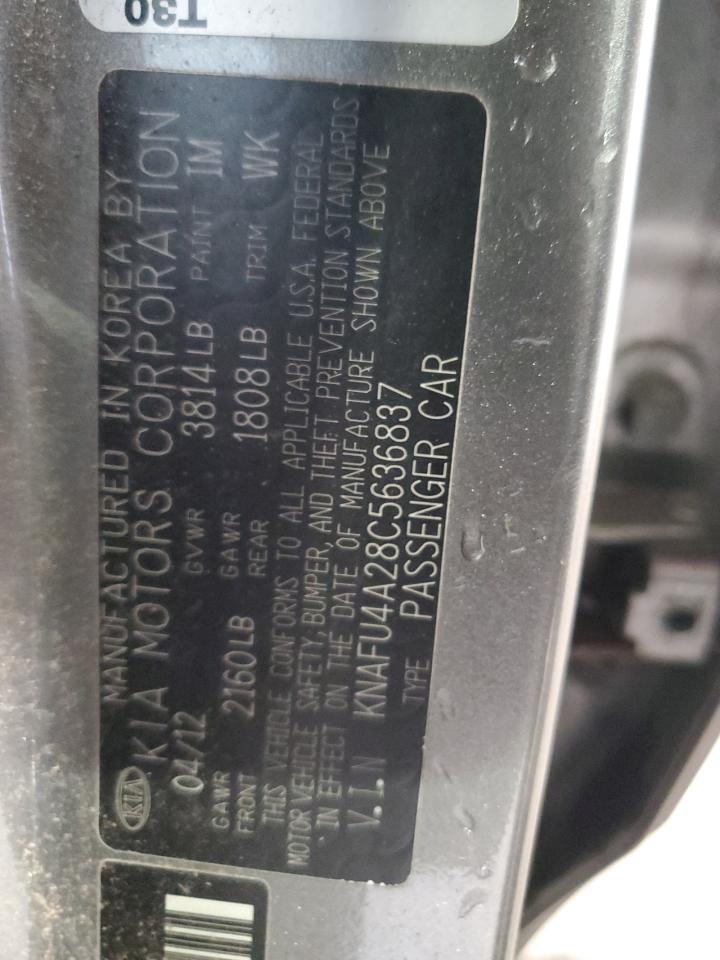 T30
KIA MANUFACTURED IN KOREA BY
KIA MOTORS CORPORATION
04/12 GVWR 3814LB PAINT 1M
GAWR FRONT 2160LB GAWR REAR 1808LB TRIM WK
THIS VEHICLE CONFORMS TO ALL APPLICABLE U.S.A. FEDERAL
MOTOR VEHICLE SAFETY, BUMPER, AND THEFT PREVENTION STANDARDS
IN EFFECT ON THE DATE OF MANUFACTURE SHOWN ABOVE
V.I.N KNAFU4A28C5636837
TYPE PASSENGER CAR